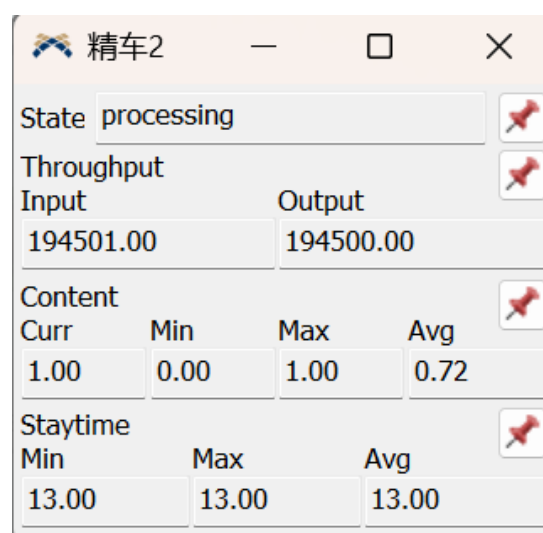 精车2
State processing
Throughput
Input Output
194501.00 194500.00
Content
Curr Min Max Avg
1.00 0.00 1.00 0.72
Staytime
Min Max Avg
13.00 13.00 13.00